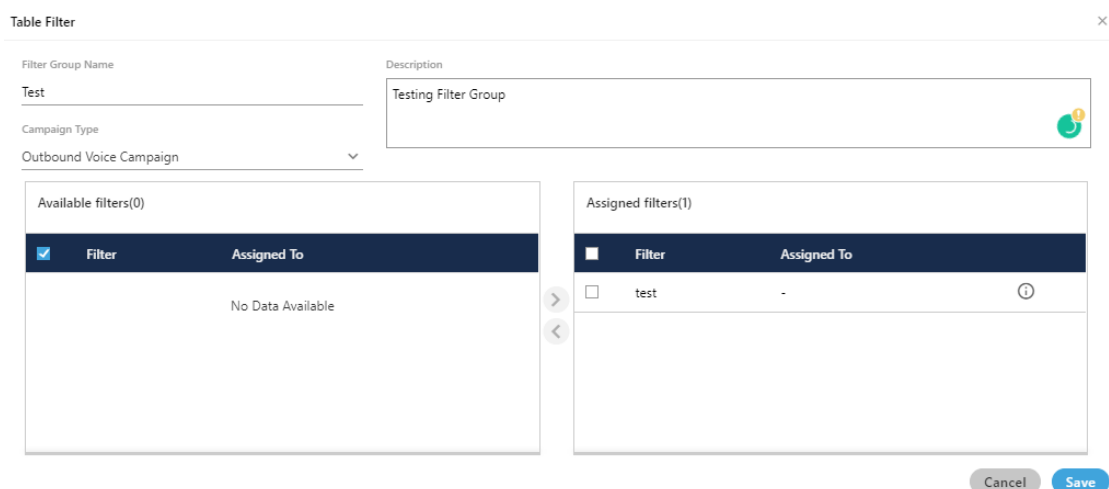 Table Filter
Filter Group Name
Test
Description
Testing Filter Group
Campaign Type
Outbound Voice Campaign
Available filters(0)
Filter Assigned To
No Data Available
Assigned filters(1)
Filter Assigned To
test -
Cancel Save